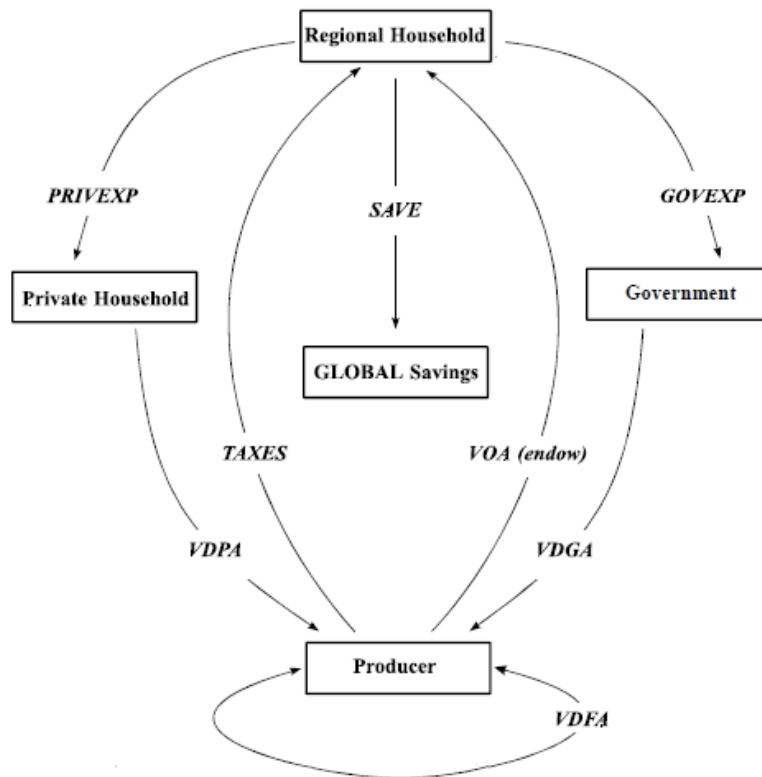 Regional Household
PRIVEXP
GOVEXP
SAVE
Private Household
Government
GLOBAL Savings
TAXES
VOA (endow)
VDPA
VDGA
Producer
VDFA